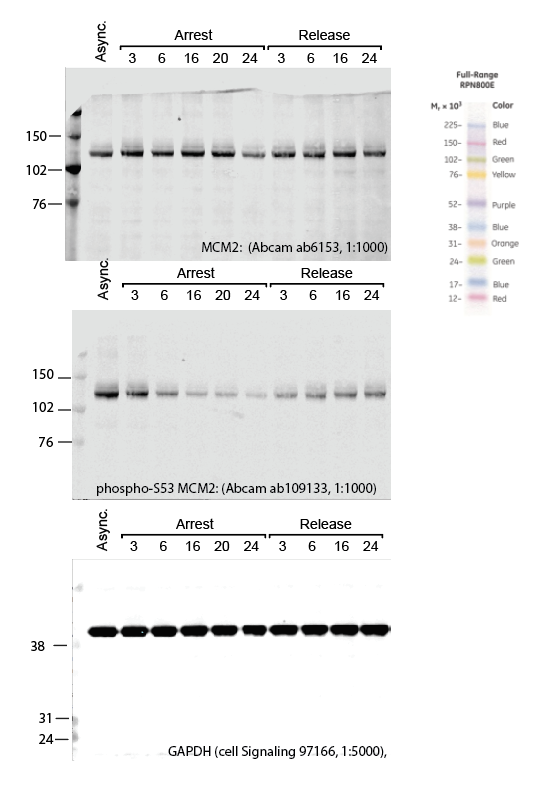 Async.
Arrest
Release
3 6 16 20 24 3 6 16 24
150
102
76
MCM2: (Abcam ab6153, 1:1000)
Full-Range
RPN800E
Mr × 10³ Color
225- Blue
150- Red
102- Green
76- Yellow
52- Purple
38- Blue
31- Orange
24- Green
17- Blue
12- Red
Async.
Arrest
Release
3 6 16 20 24 3 6 16 24
150
102
76
phospho-S53 MCM2: (Abcam ab109133, 1:1000)
Async.
Arrest
Release
3 6 16 20 24 3 6 16 24
38
31
24
GAPDH (cell Signaling 97166, 1:5000),